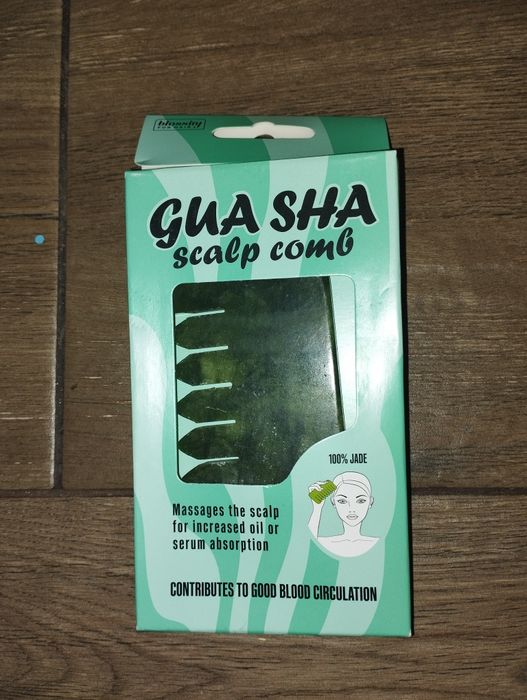 blossity
GUA SHA
scalp comb
100% JADE
Massages the scalp
for increased oil or
serum absorption
CONTRIBUTES TO GOOD BLOOD CIRCULATION